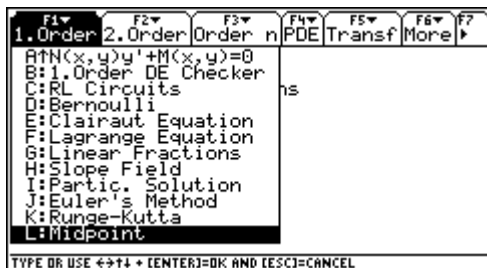 F1▾ F2▾ F3▾ F4▾ F5▾ F6▾ F7
1.Order 2.Order Order n PDE Transf More ▸
A↑N(x,y)y'+M(x,y)=0
B:1.Order DE Checker
C:RL Circuits
D:Bernoulli
E:Clairaut Equation
F:Lagrange Equation
G:Linear Fractions
H:Slope Field
I:Partic. Solution
J:Euler's Method
K:Runge-Kutta
L:Midpoint
TYPE OR USE ←→↑↓ + [ENTER]=OK AND [ESC]=CANCEL